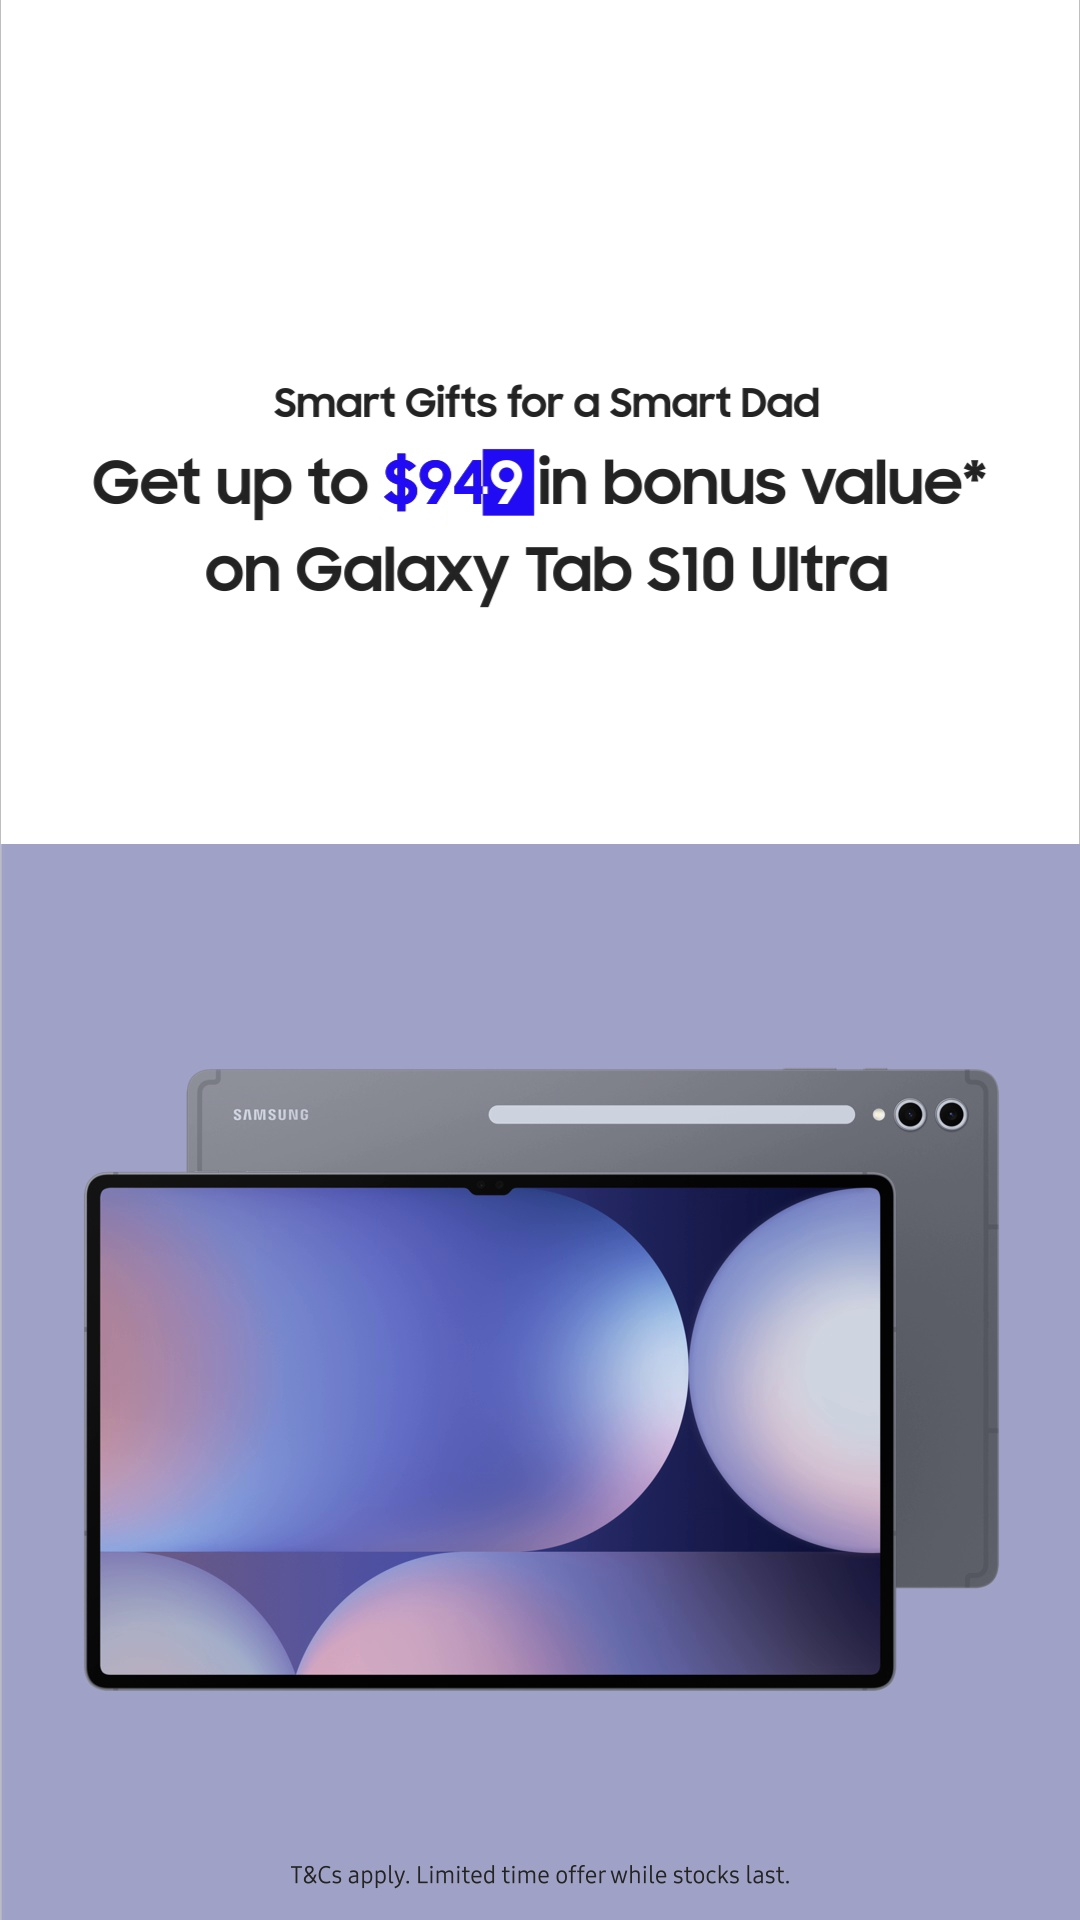 Smart Gifts for a Smart Dad
Get up to $949 in bonus value*
on Galaxy Tab S10 Ultra
SAMSUNG
T&Cs apply. Limited time offer while stocks last.